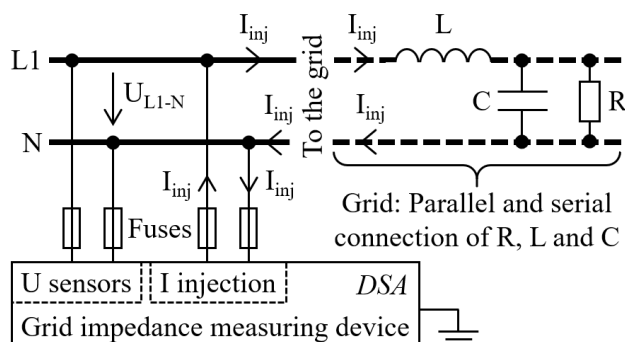 I_inj I_inj L
L1
U_L1-N
To the grid
C R
I_inj I_inj
N
I_inj I_inj
Fuses
Grid: Parallel and serial
connection of R, L and C
U sensors I injection DSA
Grid impedance measuring device